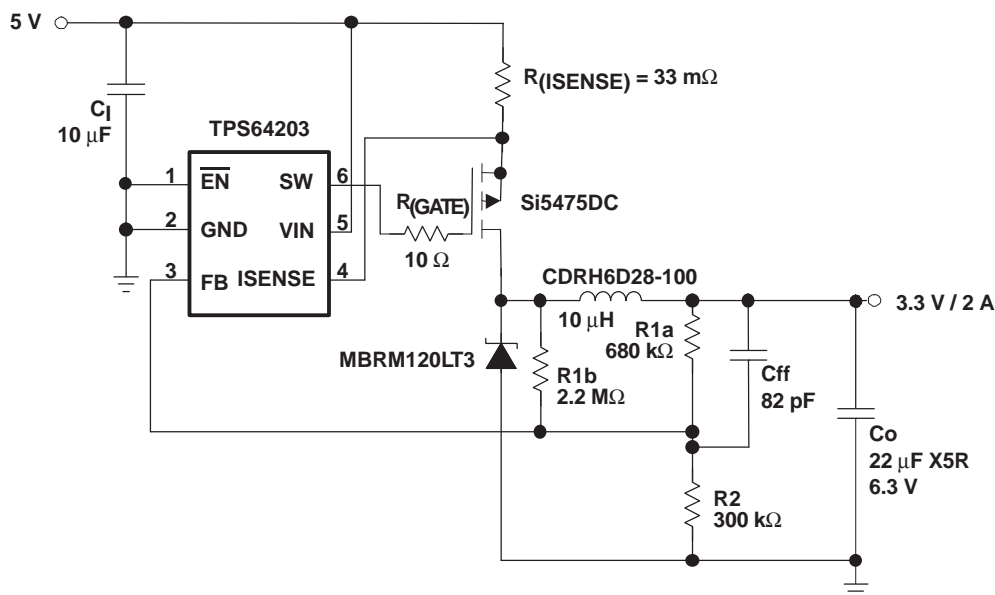 5 V
R(ISENSE) = 33 mΩ
CI
10 μF
TPS64203
1
EN
SW
6
R(GATE)
Si5475DC
2
GND
VIN
5
3
FB
ISENSE
4
10 Ω
CDRH6D28-100
10 μH
3.3 V / 2 A
R1a
680 kΩ
MBRM120LT3
R1b
2.2 MΩ
Cff
82 pF
Co
22 μF X5R
6.3 V
R2
300 kΩ